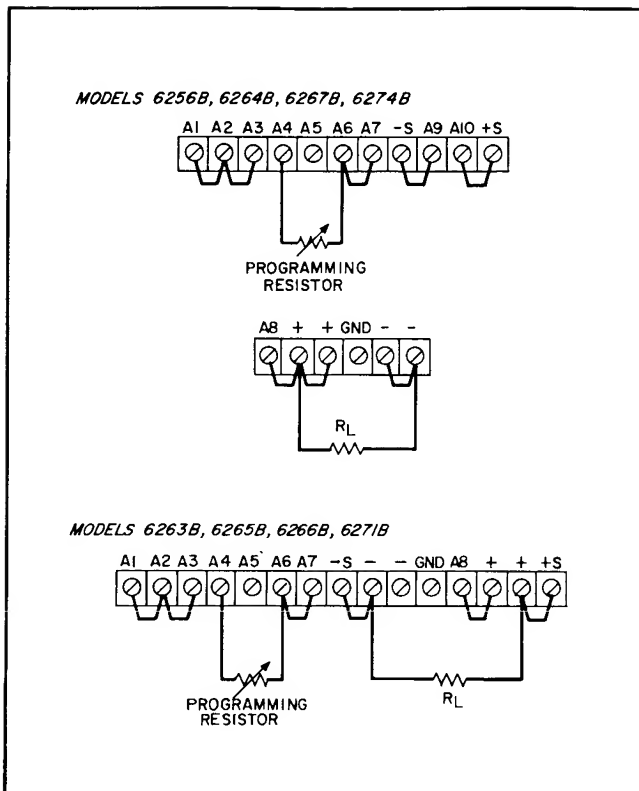 MODELS 6256B, 6264B, 6267B, 6274B
A1 A2 A3 A4 A5 A6 A7 -S A9 A10 +S
PROGRAMMING
RESISTOR
A8 + + GND - -
RL
MODELS 6263B, 6265B, 6266B, 6271B
A1 A2 A3 A4 A5 A6 A7 -S - - GND A8 + + +S
PROGRAMMING
RESISTOR
RL